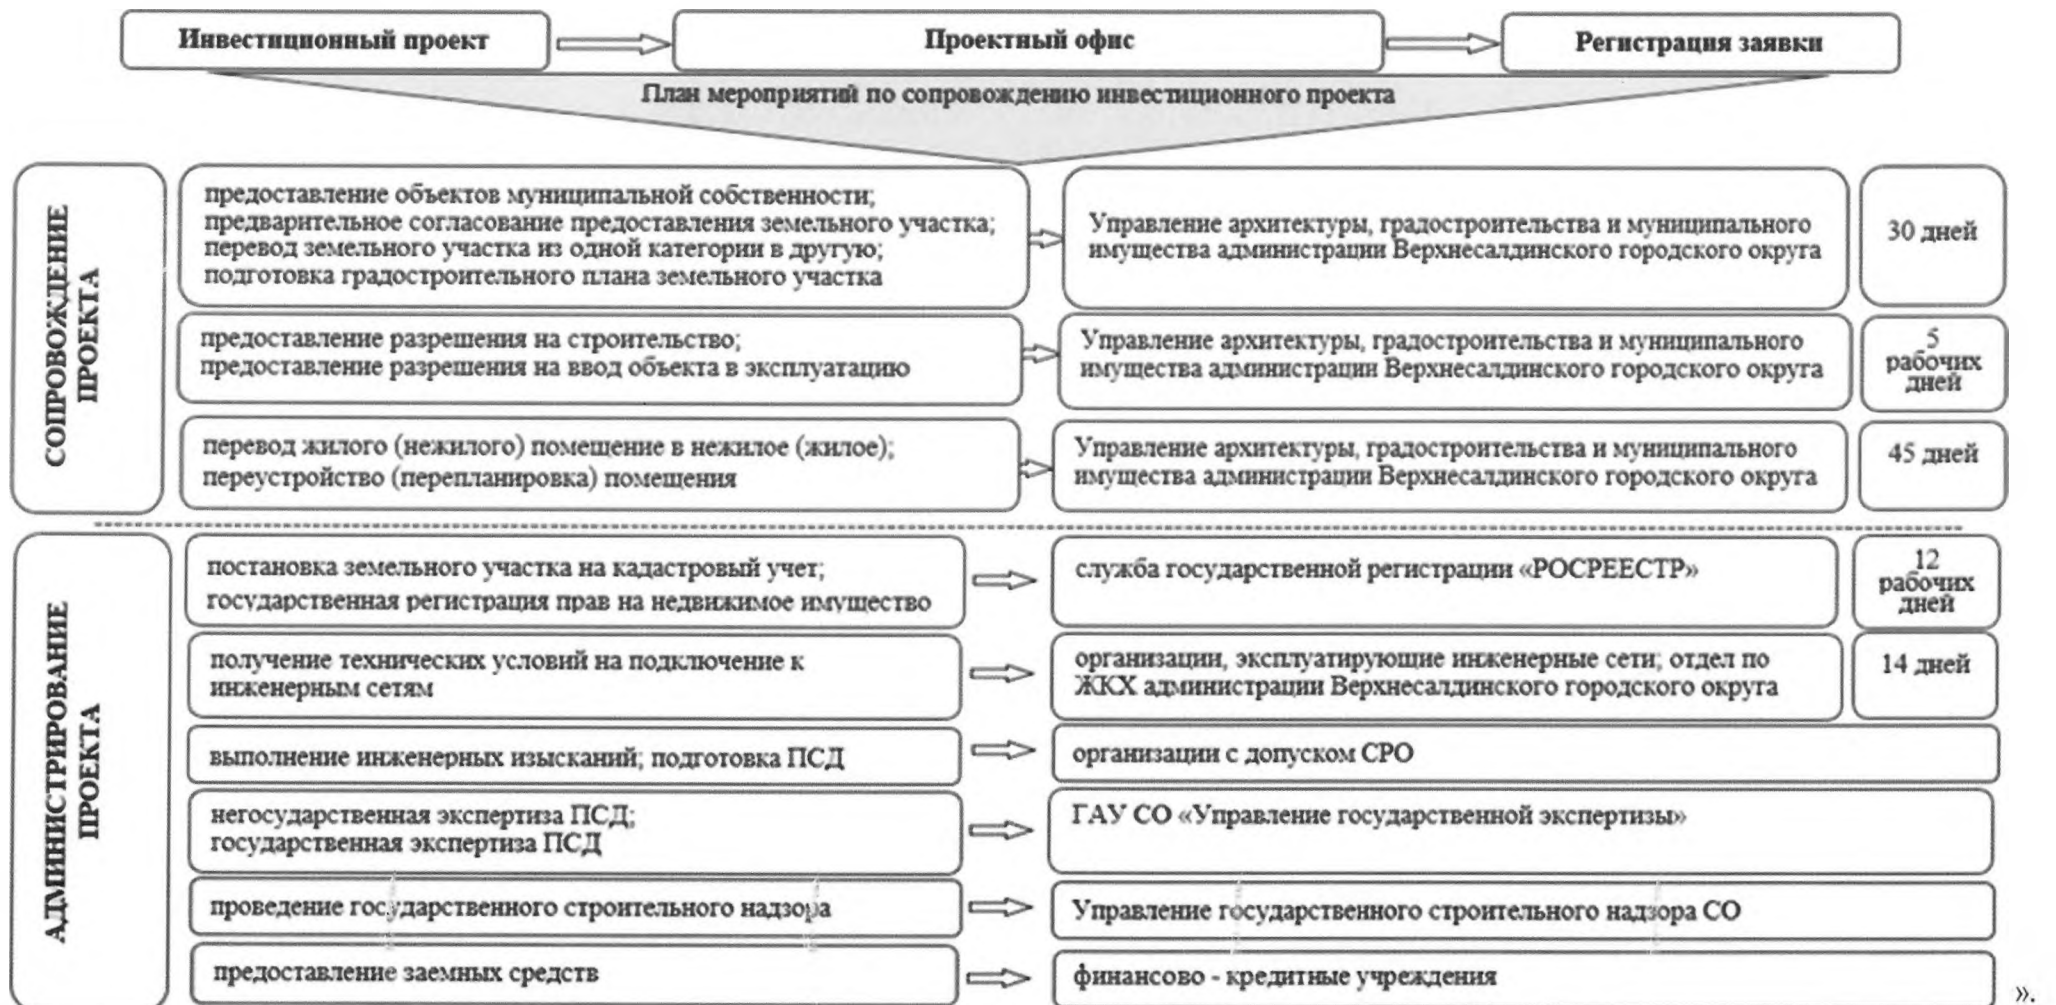 Инвестиционный проект
Проектный офис
Регистрация заявки
План мероприятий по сопровождению инвестиционного проекта
СОПРОВОЖДЕНИЕ
ПРОЕКТА
предоставление объектов муниципальной собственности;
предварительное согласование предоставления земельного участка;
перевод земельного участка из одной категории в другую;
подготовка градостроительного плана земельного участка
Управление архитектуры, градостроительства и муниципального
имущества администрации Верхнесалдинского городского округа
30 дней
предоставление разрешения на строительство;
предоставление разрешения на ввод объекта в эксплуатацию
Управление архитектуры, градостроительства и муниципального
имущества администрации Верхнесалдинского городского округа
5
рабочих
дней
перевод жилого (нежилого) помещение в нежилое (жилое);
переустройство (перепланировка) помещения
Управление архитектуры, градостроительства и муниципального
имущества администрации Верхнесалдинского городского округа
45 дней
АДМИНИСТРИРОВАНИЕ
ПРОЕКТА
постановка земельного участка на кадастровый учет;
государственная регистрация прав на недвижимое имущество
служба государственной регистрации «РОСРЕЕСТР»
12
рабочих
дней
получение технических условий на подключение к
инженерным сетям
организации, эксплуатирующие инженерные сети; отдел по
ЖКХ администрации Верхнесалдинского городского округа
14 дней
выполнение инженерных изысканий; подготовка ПСД
организации с допуском СРО
негосударственная экспертиза ПСД;
государственная экспертиза ПСД
ГАУ СО «Управление государственной экспертизы»
проведение государственного строительного надзора
Управление государственного строительного надзора СО
предоставление заемных средств
финансово - кредитные учреждения
».